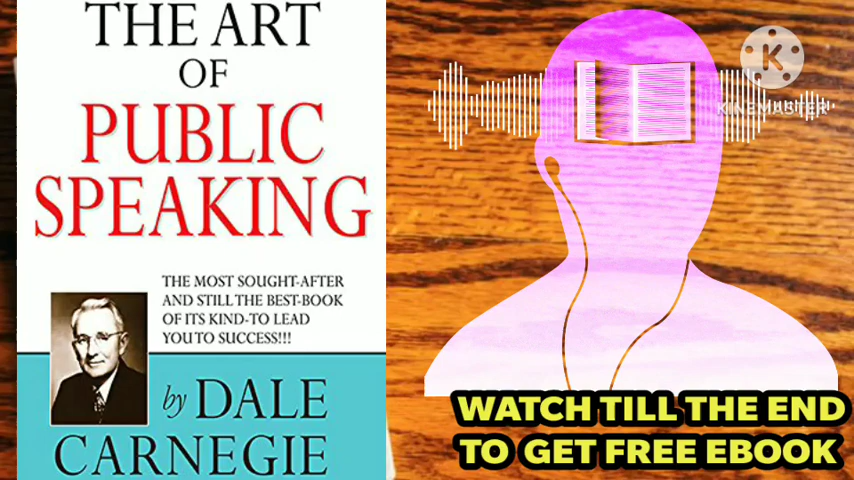 THE ART
OF
PUBLIC
SPEAKING
THE MOST SOUGHT-AFTER
AND STILL THE BEST-BOOK
OF ITS KIND-TO LEAD
YOU TO SUCCESS!!!
by DALE
CARNEGIE
K
KINEMASTER
WATCH TILL THE END
TO GET FREE EBOOK